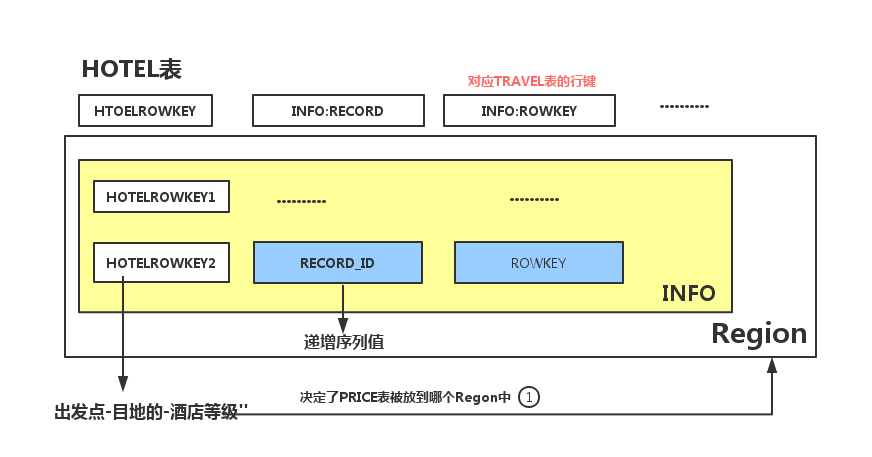 HOTEL表
对应TRAVEL表的行键
HTOELROWKEY
INFO:RECORD
INFO:ROWKEY
..........
HOTELROWKEY1
..........
..........
HOTELROWKEY2
RECORD_ID
ROWKEY
INFO
Region
递增序列值
决定了PRICE表被放到哪个Regon中 1
出发点-目地的-酒店等级"